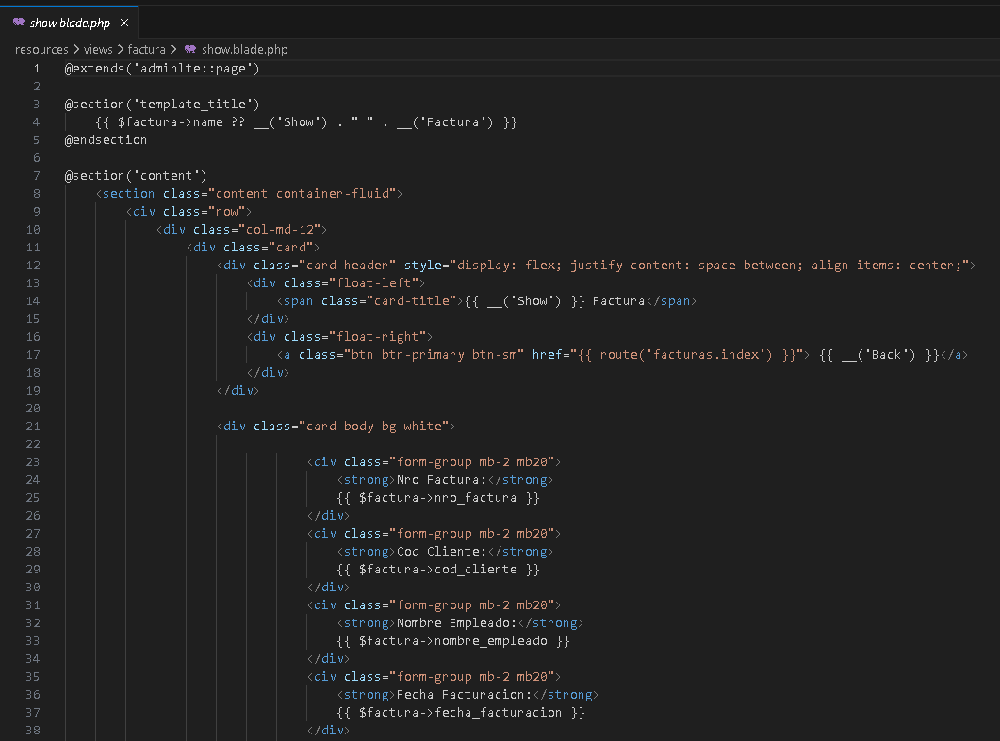 show.blade.php ×
resources > views > factura > show.blade.php
1 @extends('adminlte::page')
2
3 @section('template_title')
4 {{ $factura->name ?? __('Show') . " " . __('Factura') }}
5 @endsection
6
7 @section('content')
8 <section class="content container-fluid">
9 <div class="row">
10 <div class="col-md-12">
11 <div class="card">
12 <div class="card-header" style="display: flex; justify-content: space-between; align-items: center;">
13 <div class="float-left">
14 <span class="card-title">{{ __('Show') }} Factura</span>
15 </div>
16 <div class="float-right">
17 <a class="btn btn-primary btn-sm" href="{{ route('facturas.index') }}"> {{ __('Back') }}</a>
18 </div>
19 </div>
20
21 <div class="card-body bg-white">
22
23 <div class="form-group mb-2 mb20">
24 <strong>Nro Factura:</strong>
25 {{ $factura->nro_factura }}
26 </div>
27 <div class="form-group mb-2 mb20">
28 <strong>Cod Cliente:</strong>
29 {{ $factura->cod_cliente }}
30 </div>
31 <div class="form-group mb-2 mb20">
32 <strong>Nombre Empleado:</strong>
33 {{ $factura->nombre_empleado }}
34 </div>
35 <div class="form-group mb-2 mb20">
36 <strong>Fecha Facturacion:</strong>
37 {{ $factura->fecha_facturacion }}
38 </div>